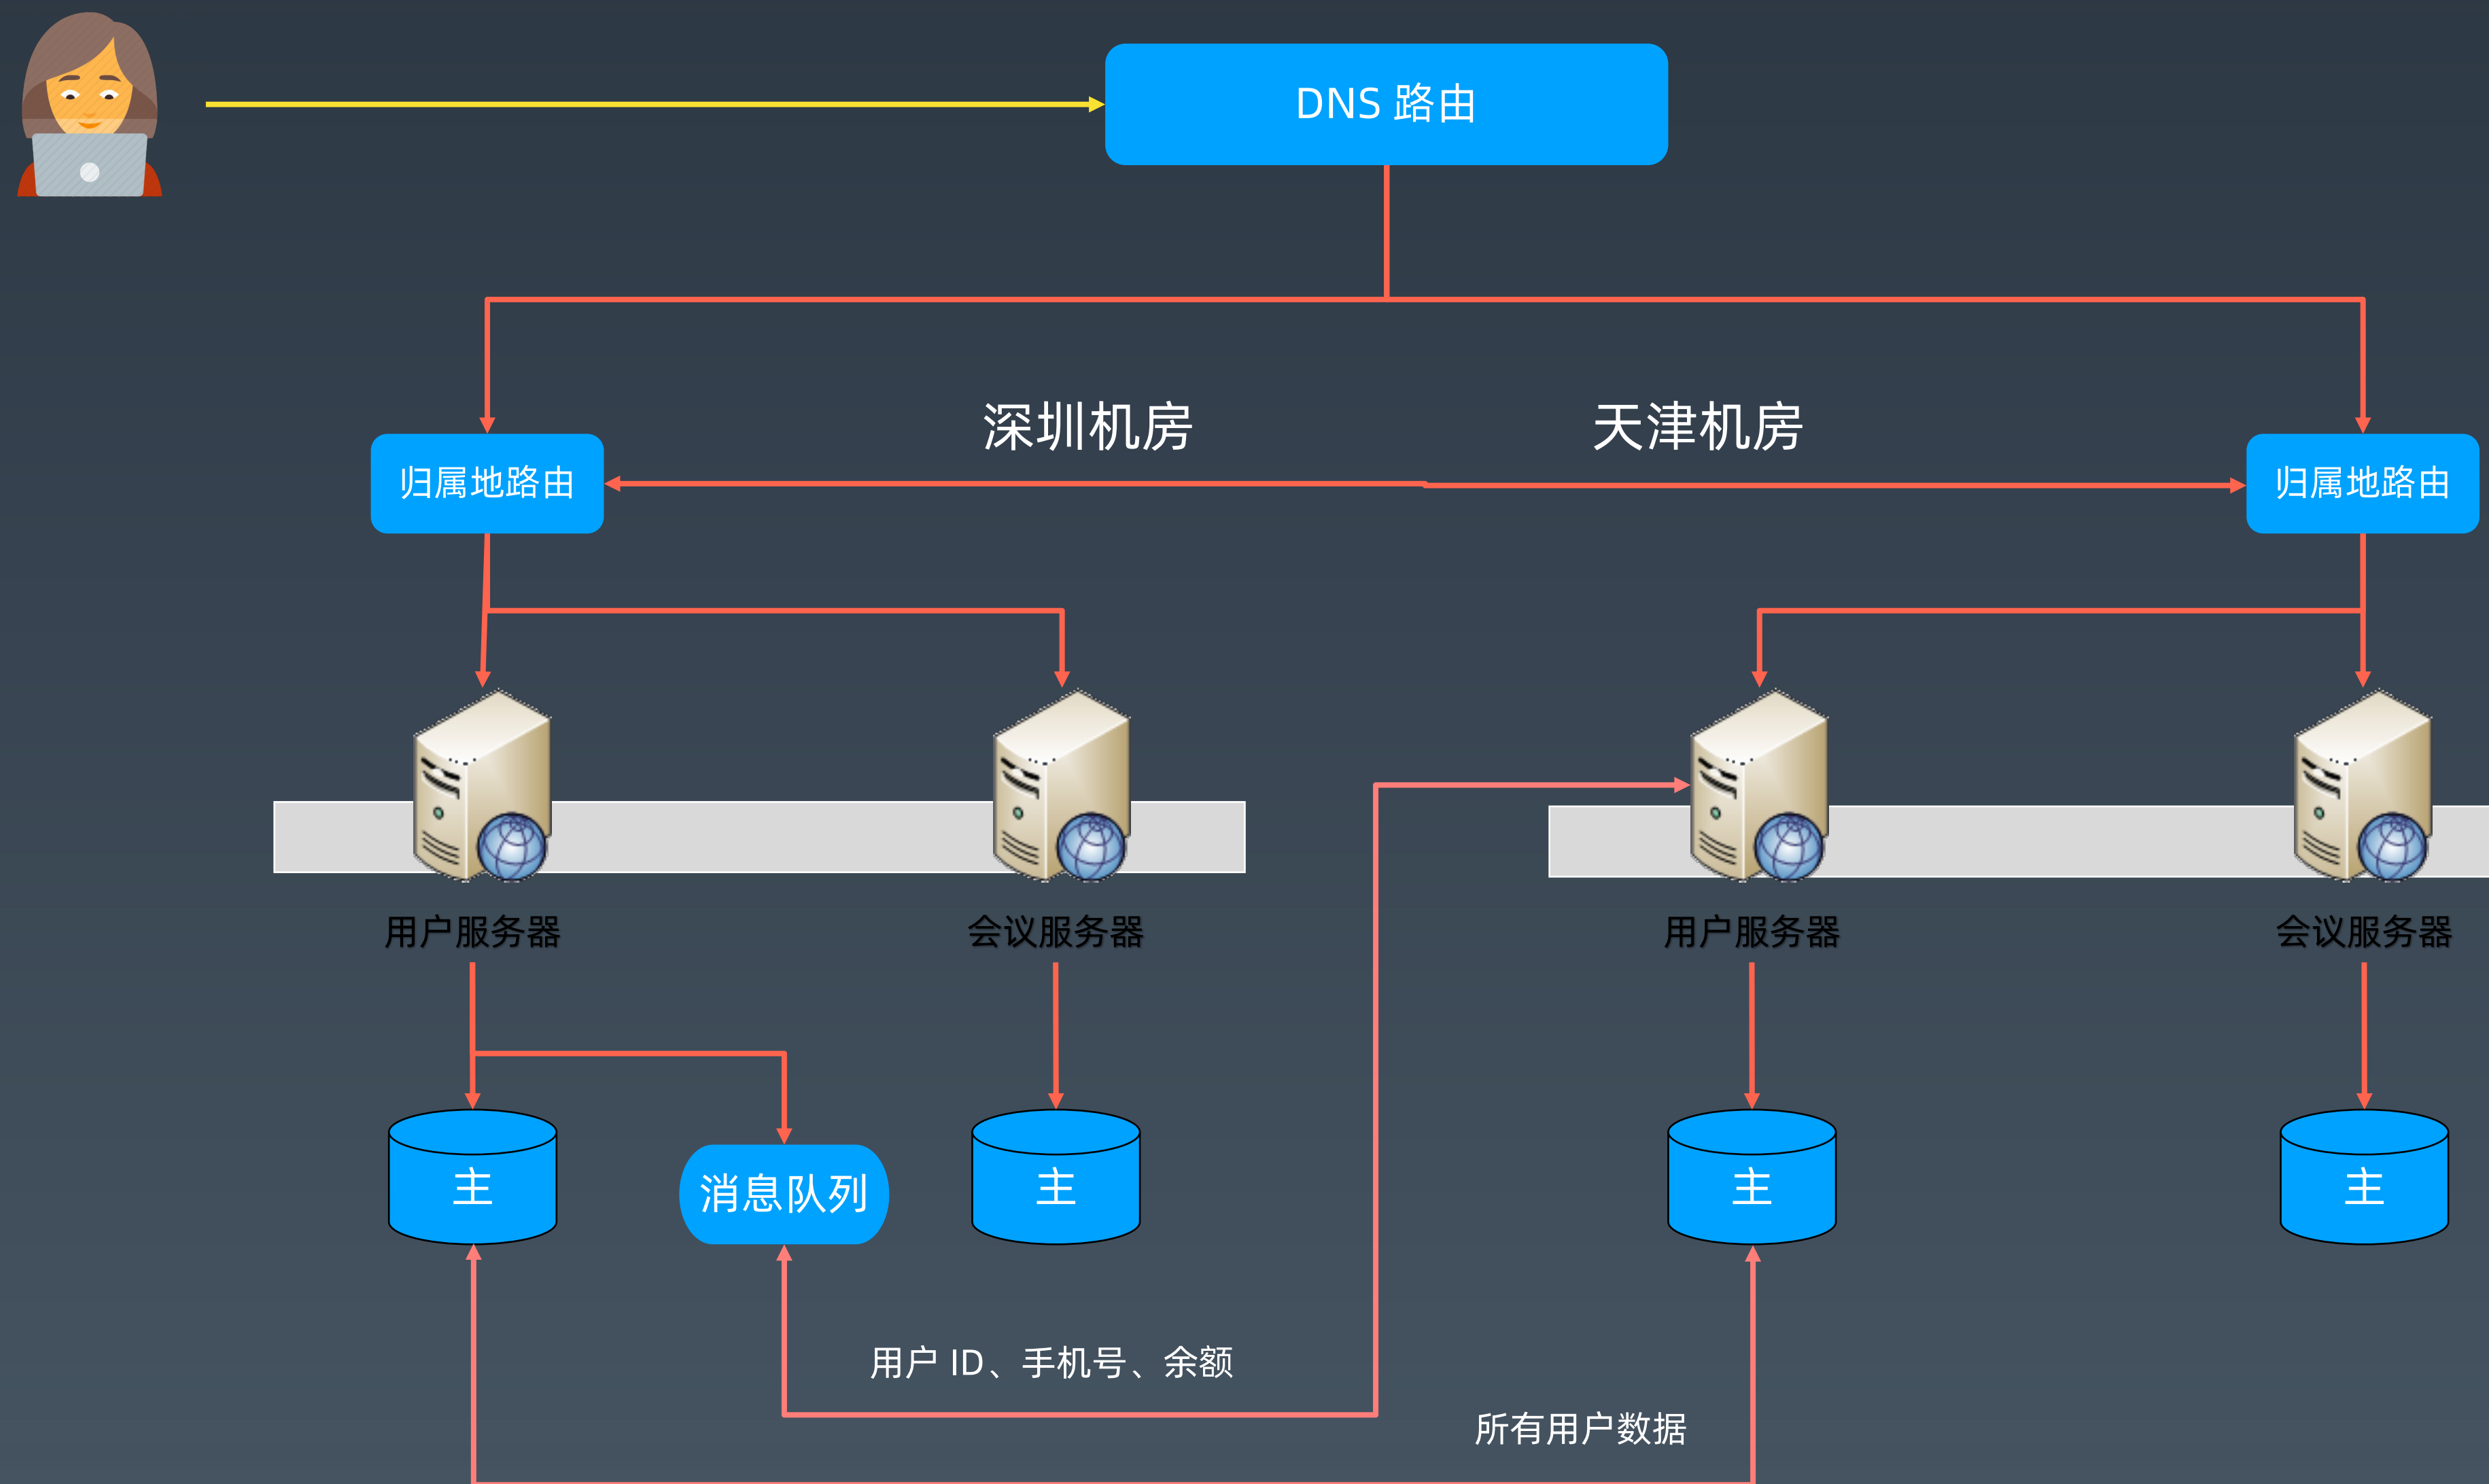 DNS 路由
深圳机房
天津机房
归属地路由
归属地路由
用户服务器
会议服务器
用户服务器
会议服务器
主
消息队列
主
主
主
用户 ID、手机号、余额
所有用户数据